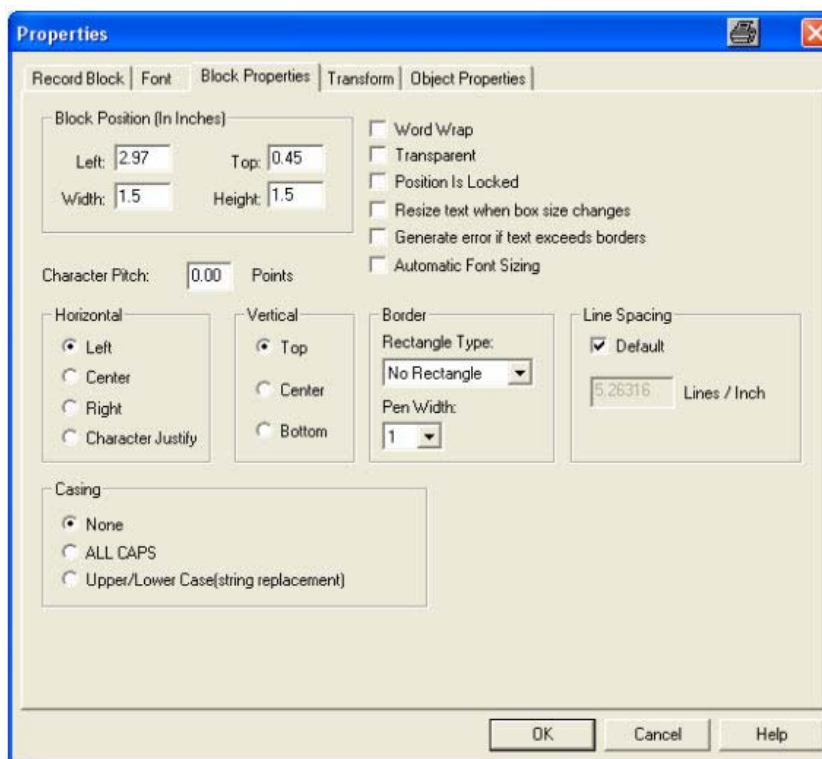 Properties
Record Block Font Block Properties Transform Object Properties
Block Position (In Inches)
Left: 2.97 Top: 0.45
Width: 1.5 Height: 1.5
Word Wrap
Transparent
Position Is Locked
Resize text when box size changes
Generate error if text exceeds borders
Automatic Font Sizing
Character Pitch: 0.00 Points
Horizontal
Left
Center
Right
Character Justify
Vertical
Top
Center
Bottom
Border
Rectangle Type:
No Rectangle
Pen Width:
1
Line Spacing
Default
5.26316 Lines / Inch
Casing
None
ALL CAPS
Upper/Lower Case(string replacement)
OK Cancel Help